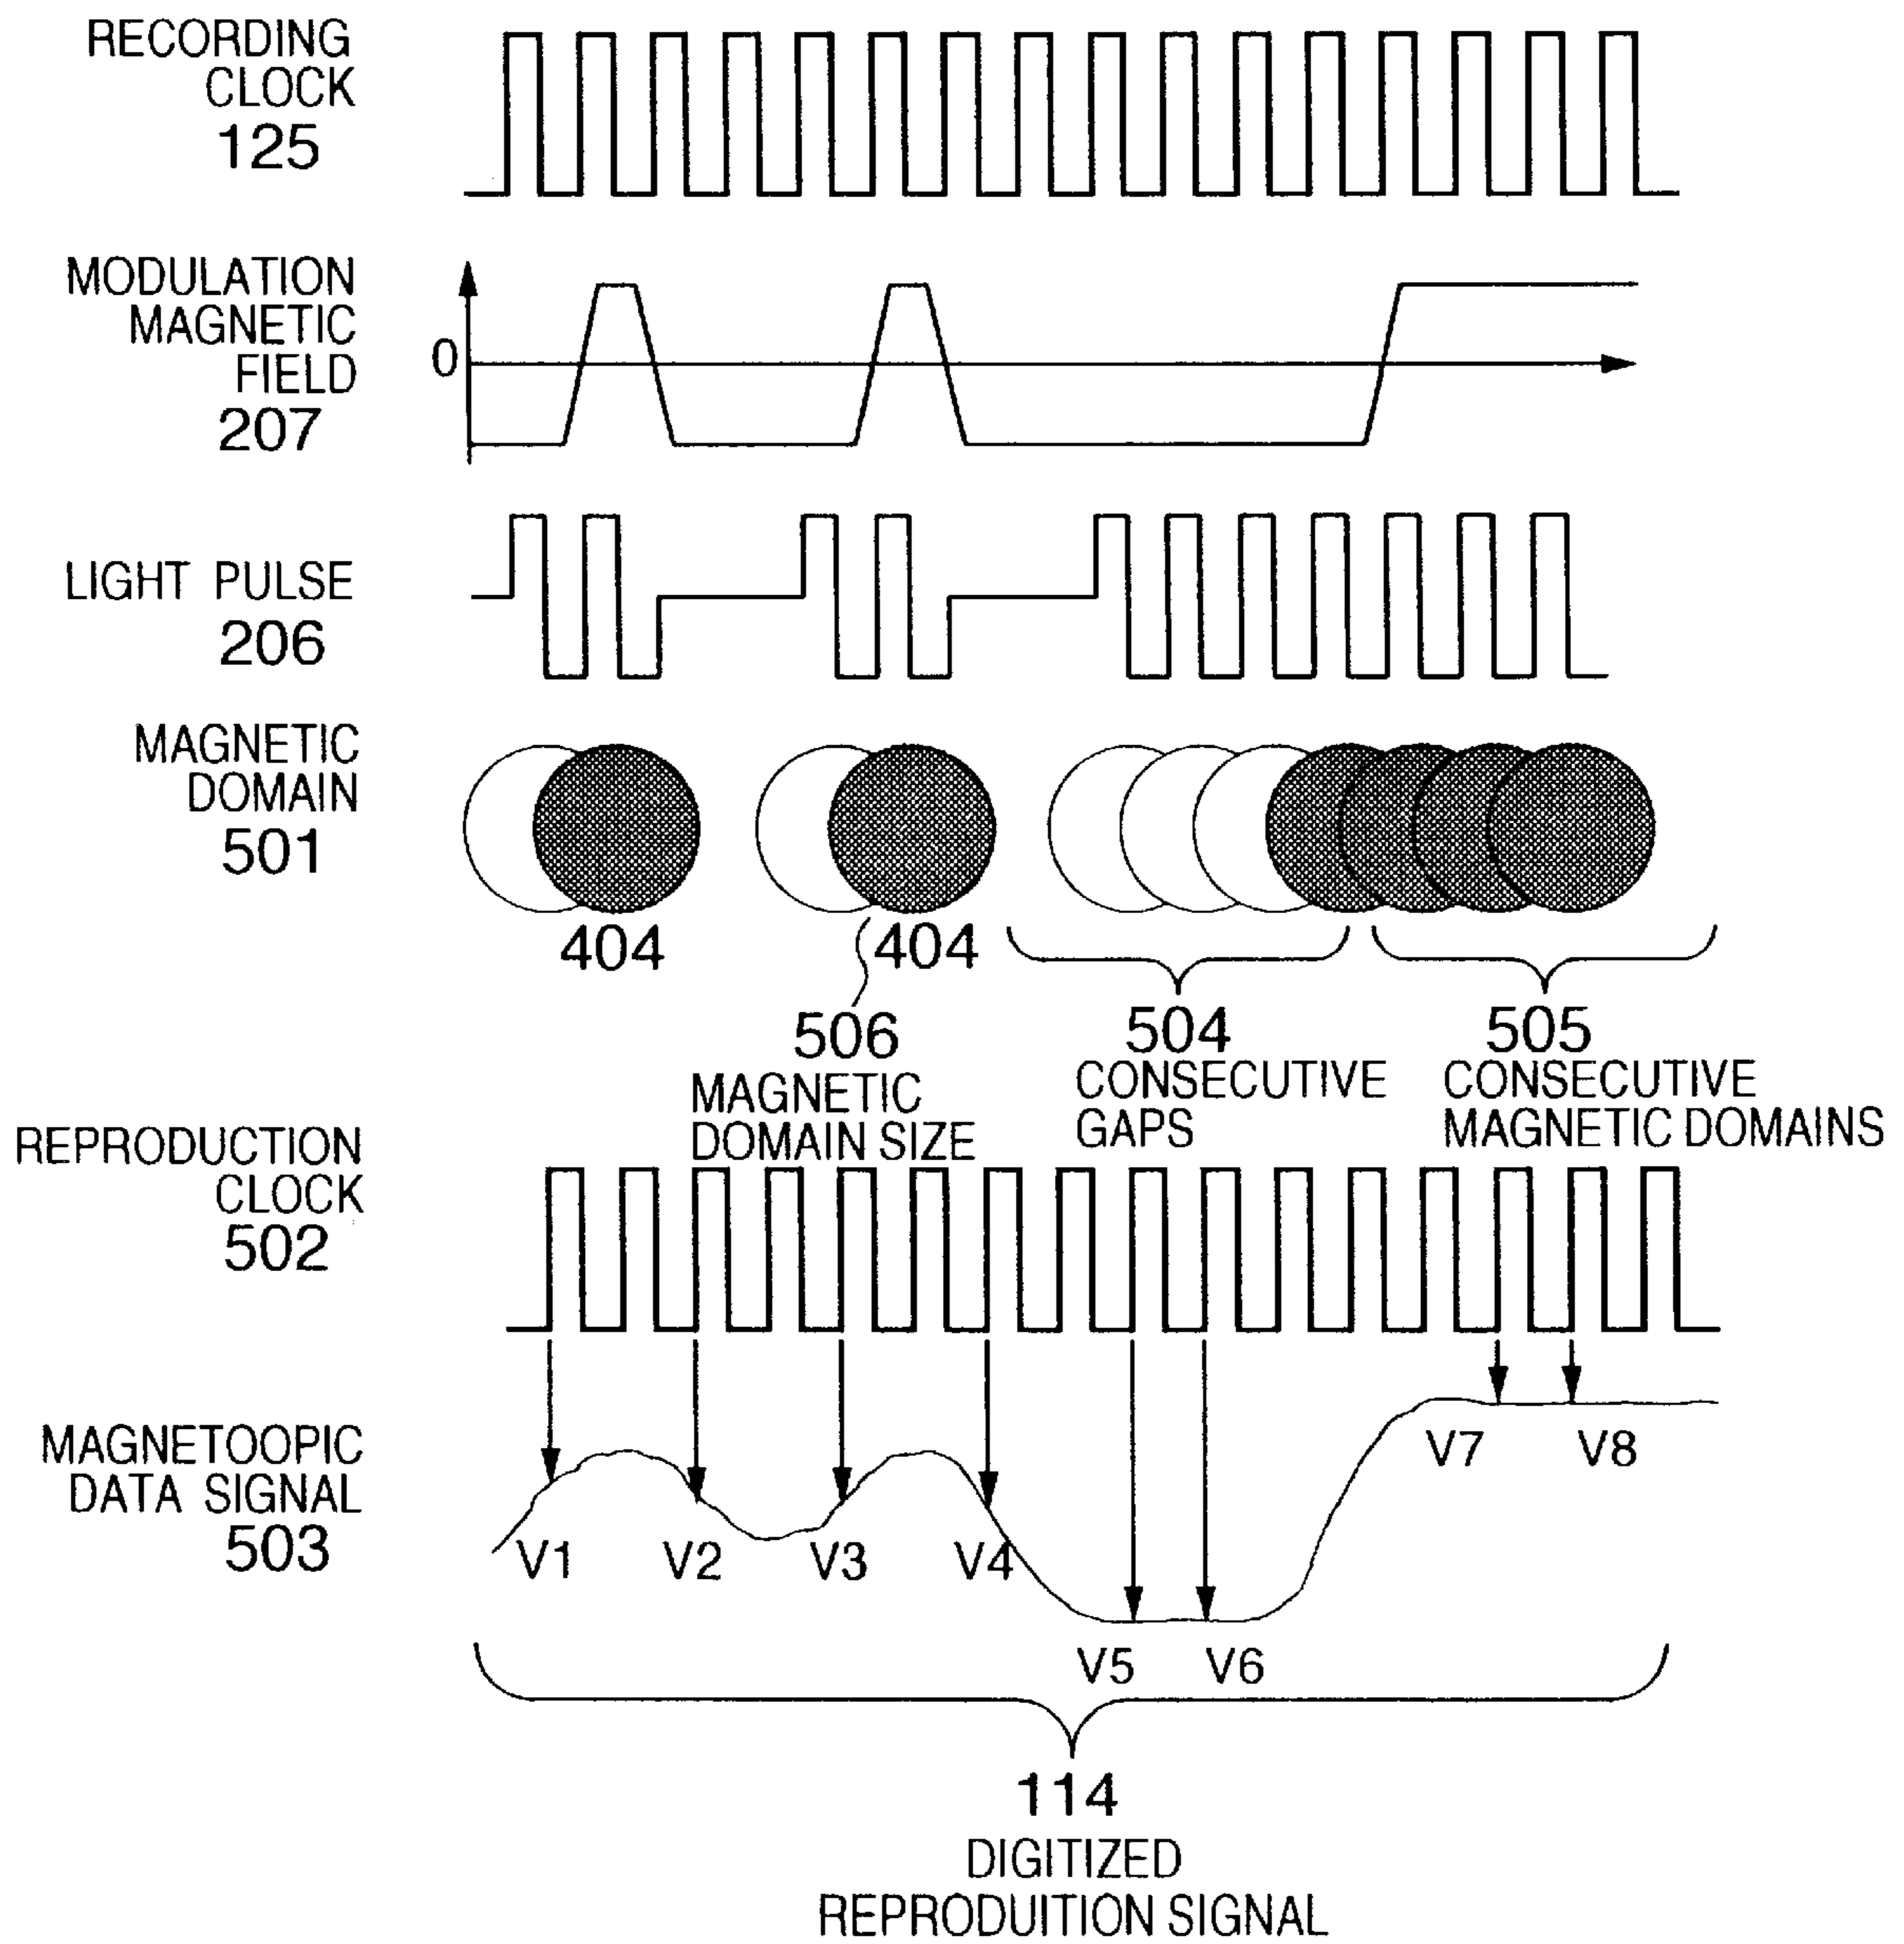 RECORDING
CLOCK
125
MODULATION
MAGNETIC
FIELD
207
0
LIGHT PULSE
206
MAGNETIC
DOMAIN
501
404
404
506
MAGNETIC
DOMAIN SIZE
504
CONSECUTIVE
GAPS
505
CONSECUTIVE
MAGNETIC DOMAINS
REPRODUCTION
CLOCK
502
MAGNETOOPIC
DATA SIGNAL
503
V1
V2
V3
V4
V5
V6
V7
V8
114
DIGITIZED
REPRODUITION SIGNAL